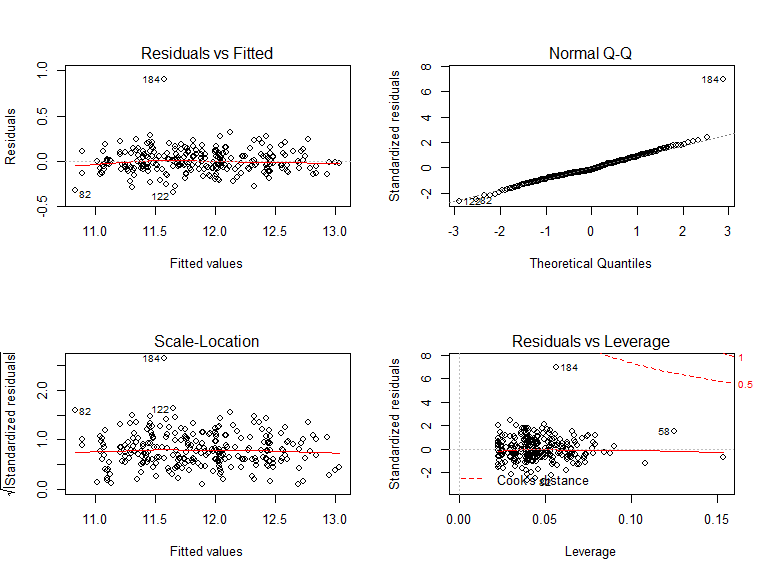 Residuals vs Fitted
Residuals
1.0
0.5
0.0
-0.5
184
82
122
11.0 11.5 12.0 12.5 13.0
Fitted values
Normal Q-Q
Standardized residuals
8
6
4
2
0
-2
184
122
82
-3 -2 -1 0 1 2 3
Theoretical Quantiles
Scale-Location
√|Standardized residuals
2.0
1.0
0.0
184
82
122
11.0 11.5 12.0 12.5 13.0
Fitted values
Residuals vs Leverage
Standardized residuals
8
6
4
2
0
-2
184
58
82
1
0.5
Cook's distance
0.00 0.05 0.10 0.15
Leverage